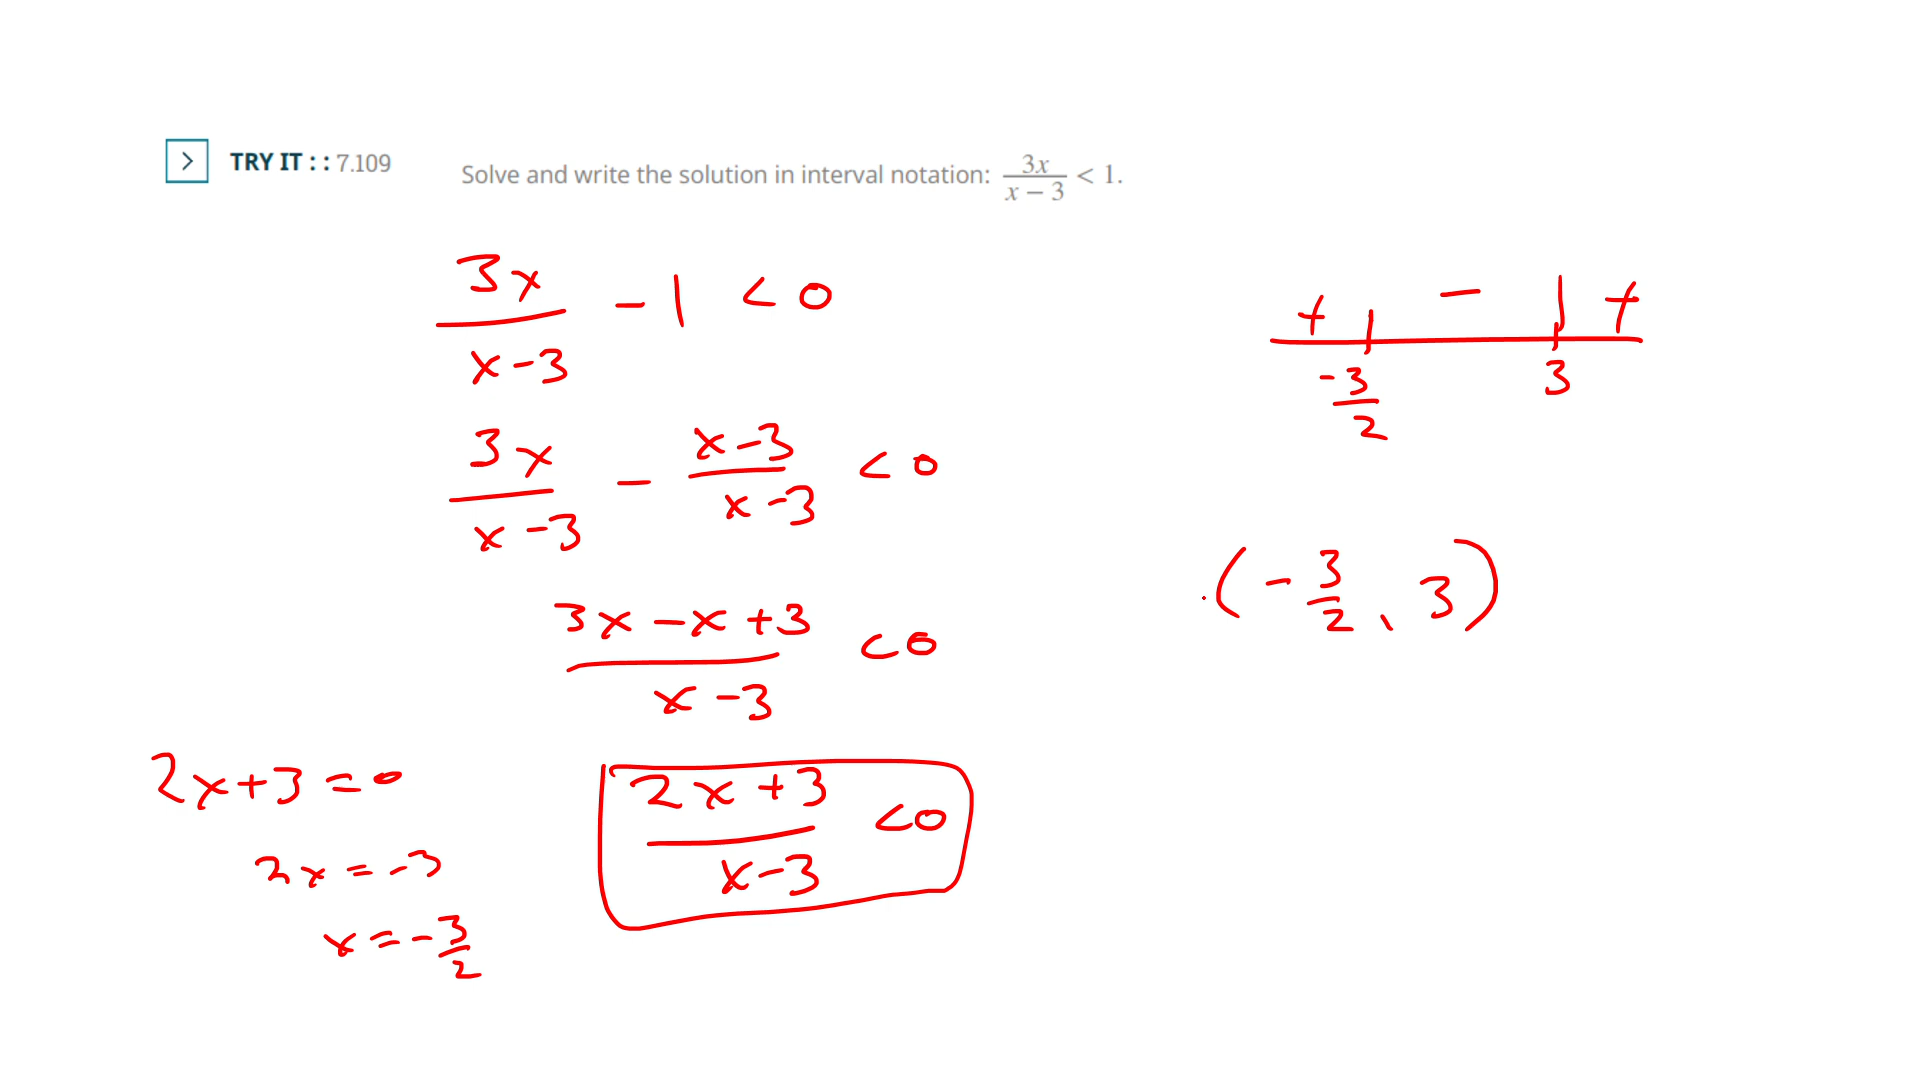 > TRY IT : : 7.109 Solve and write the solution in interval notation: 3x/(x − 3) < 1.
3x/(x-3) - 1 < 0
3x/(x-3) - (x-3)/(x-3) < 0
(3x-x+3)/(x-3) < 0
(2x+3)/(x-3) < 0
2x+3=0
2x=-3
x=-3/2
+ - +
-3/2 3
(-3/2, 3)